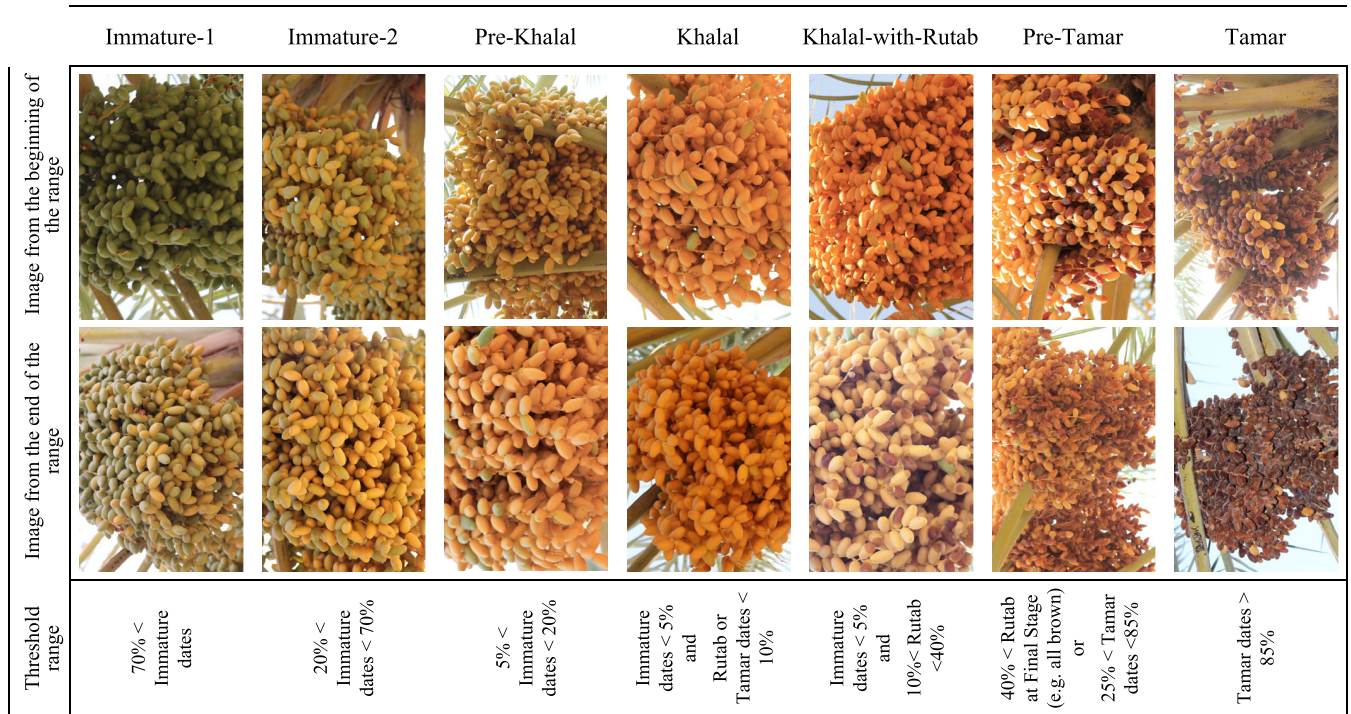 Immature-1
Immature-2
Pre-Khalal
Khalal
Khalal-with-Rutab
Pre-Tamar
Tamar
Image from the beginning of
the range
Image from the end of the
range
Threshold
range
70% <
Immature
dates
20% <
Immature
dates < 70%
5% <
Immature
dates < 20%
Immature
dates < 5%
and
Rutab or
Tamar dates <
10%
Immature
dates < 5%
and
10%< Rutab
<40%
40% < Rutab
at Final Stage
(e.g. all brown)
or
25% < Tamar
dates <85%
Tamar dates >
85%